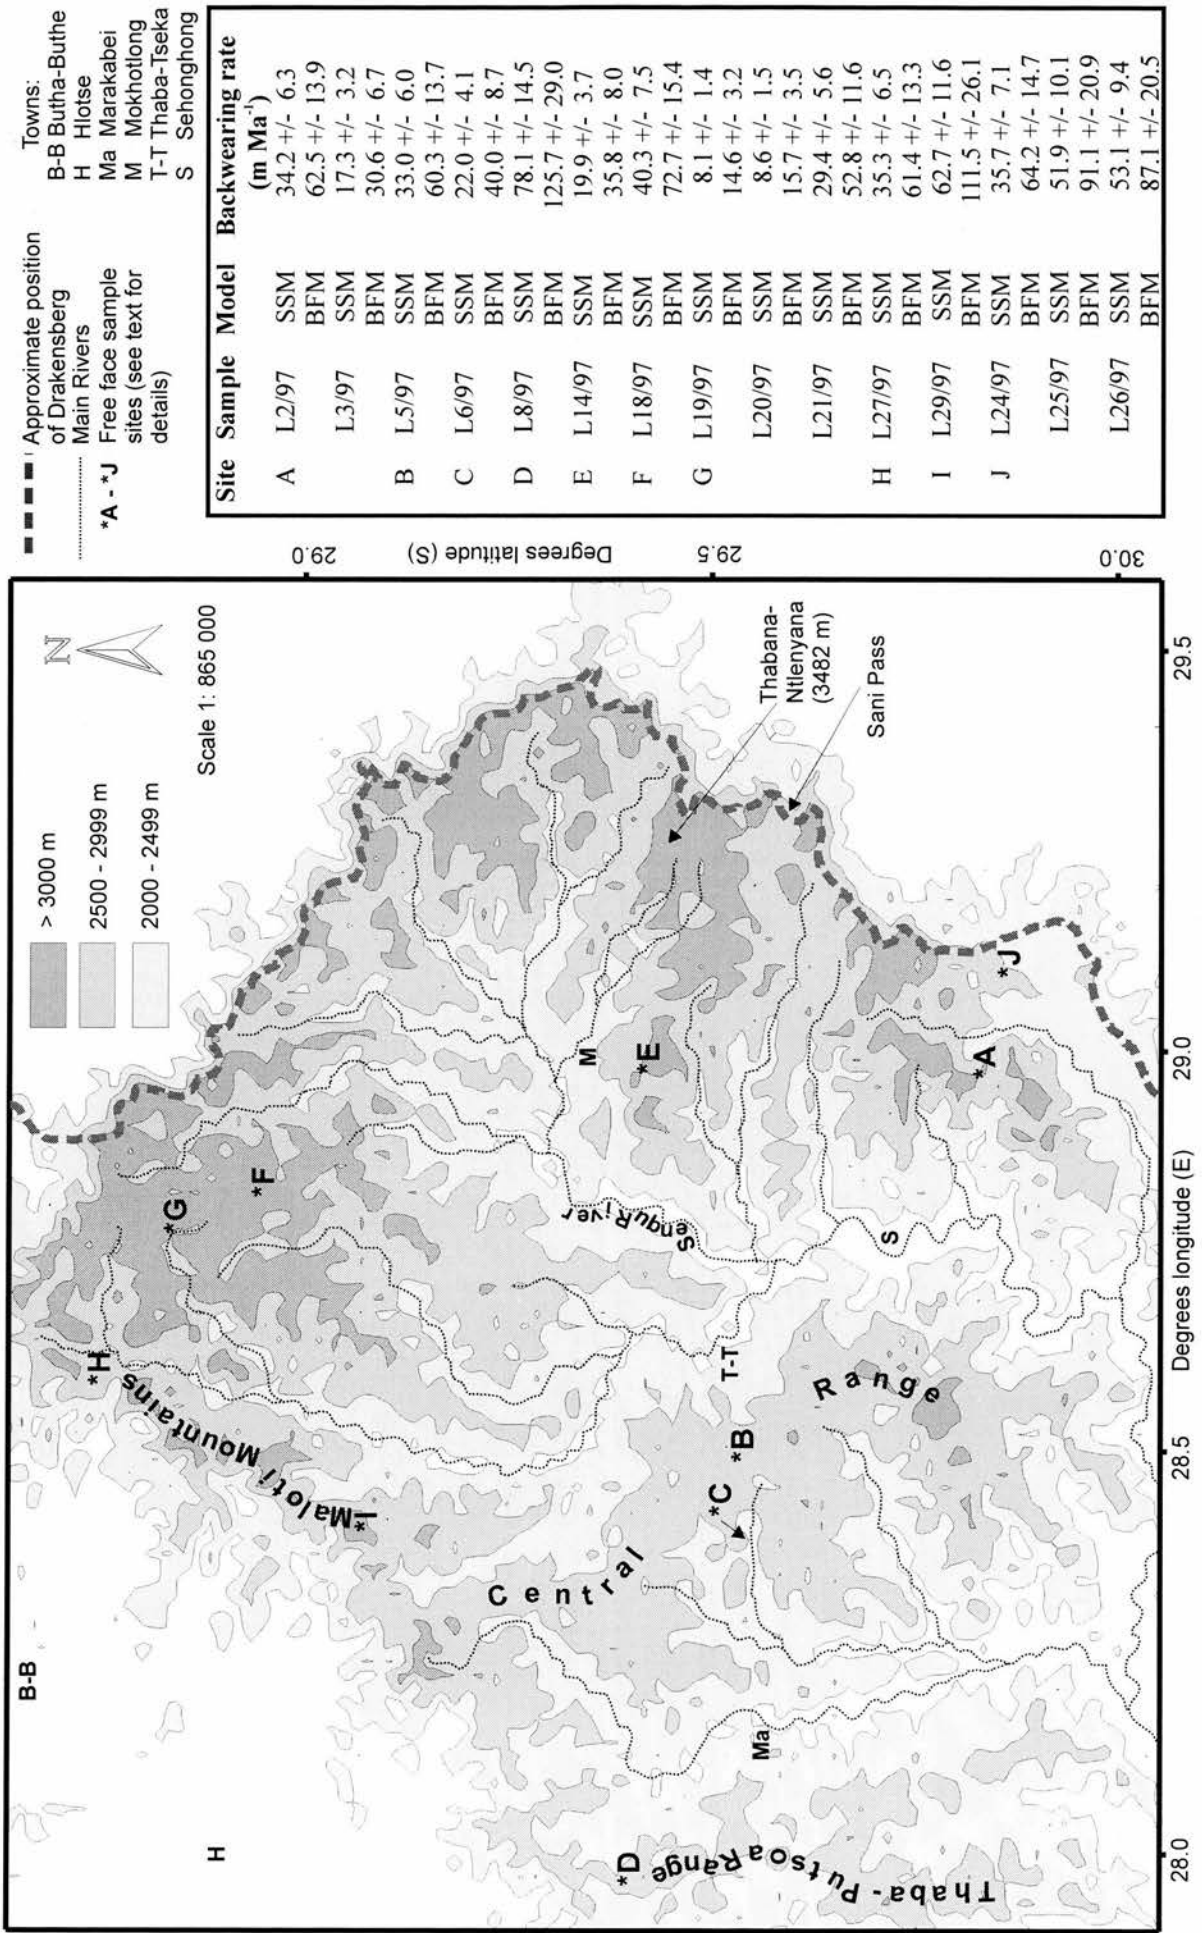 Approximate position
of Drakensberg
Main Rivers
*A - *J Free face sample
sites (see text for
details)
Towns:
B-B Butha-Buthe
H Hlotse
Ma Marakabei
M Mokhotlong
T-T Thaba-Tseka
S Sehonghong
Site Sample Model Backwearing rate
(m Ma⁻¹)
A L2/97 SSM 34.2 +/- 6.3
BFM 62.5 +/- 13.9
L3/97 SSM 17.3 +/- 3.2
BFM 30.6 +/- 6.7
B L5/97 SSM 33.0 +/- 6.0
BFM 60.3 +/- 13.7
C L6/97 SSM 22.0 +/- 4.1
BFM 40.0 +/- 8.7
D L8/97 SSM 78.1 +/- 14.5
BFM 125.7 +/- 29.0
E L14/97 SSM 19.9 +/- 3.7
BFM 35.8 +/- 8.0
F L18/97 SSM 40.3 +/- 7.5
BFM 72.7 +/- 15.4
G L19/97 SSM 8.1 +/- 1.4
BFM 14.6 +/- 3.2
L20/97 SSM 8.6 +/- 1.5
BFM 15.7 +/- 3.5
L21/97 SSM 29.4 +/- 5.6
BFM 52.8 +/- 11.6
H L27/97 SSM 35.3 +/- 6.5
BFM 61.4 +/- 13.3
I L29/97 SSM 62.7 +/- 11.6
BFM 111.5 +/- 26.1
J L24/97 SSM 35.7 +/- 7.1
BFM 64.2 +/- 14.7
L25/97 SSM 51.9 +/- 10.1
BFM 91.1 +/- 20.9
L26/97 SSM 53.1 +/- 9.4
BFM 87.1 +/- 20.5
> 3000 m
2500 - 2999 m
2000 - 2499 m
N
Scale 1: 865 000
B-B
H
*H
*G
*F
Maloti Mountains
*I
Central
Range
M
*E
Senqu River
Thabana-
Ntlenyana
(3482 m)
Sani Pass
*D
Thaba-Putsoa Range
Ma
*C
*B
T-T
S
*A
*J
29.0
29.5
30.0
Degrees latitude (S)
28.0
28.5
29.0
29.5
Degrees longitude (E)